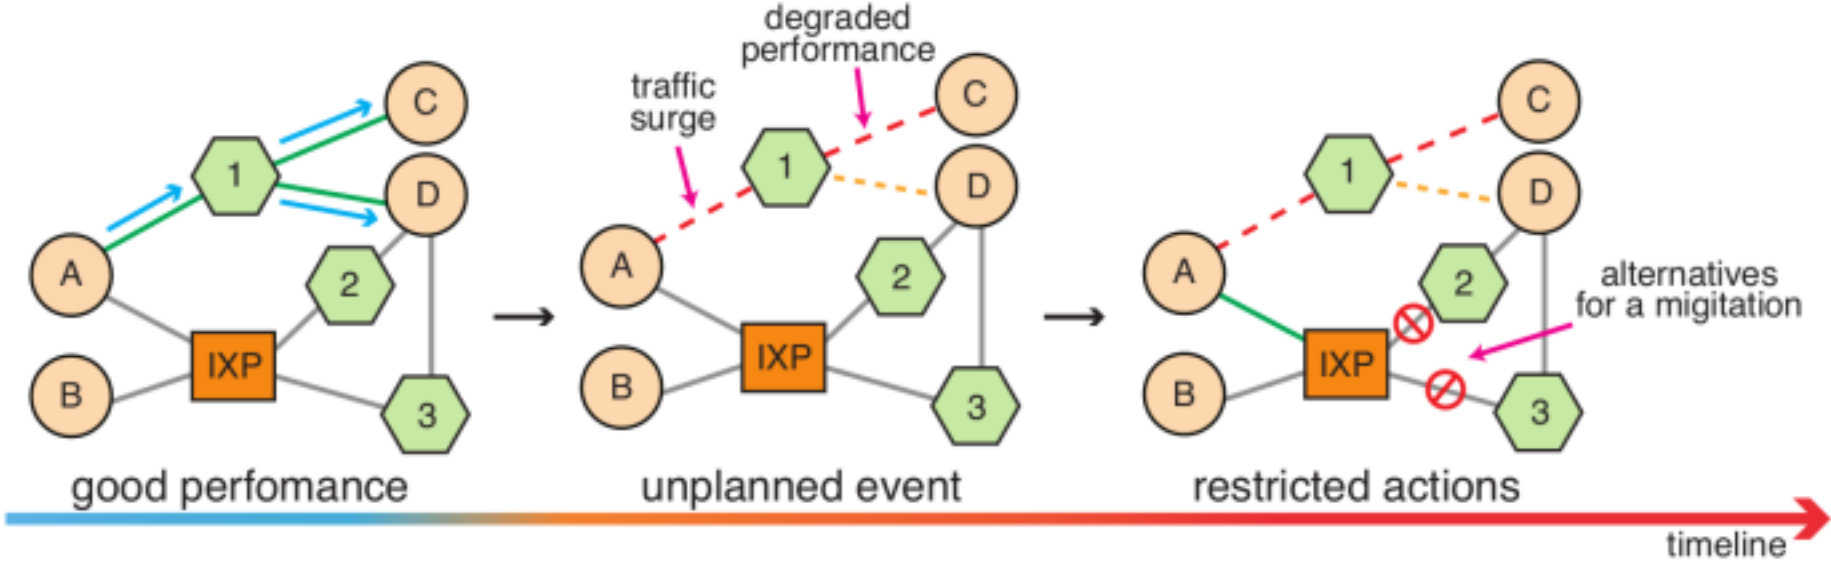 degraded
performance
traffic
surge
C
D
1
2
A
B
IXP
3
C
D
1
2
A
B
IXP
3
C
D
1
2
A
B
IXP
3
alternatives
for a migitation
good perfomance
unplanned event
restricted actions
timeline